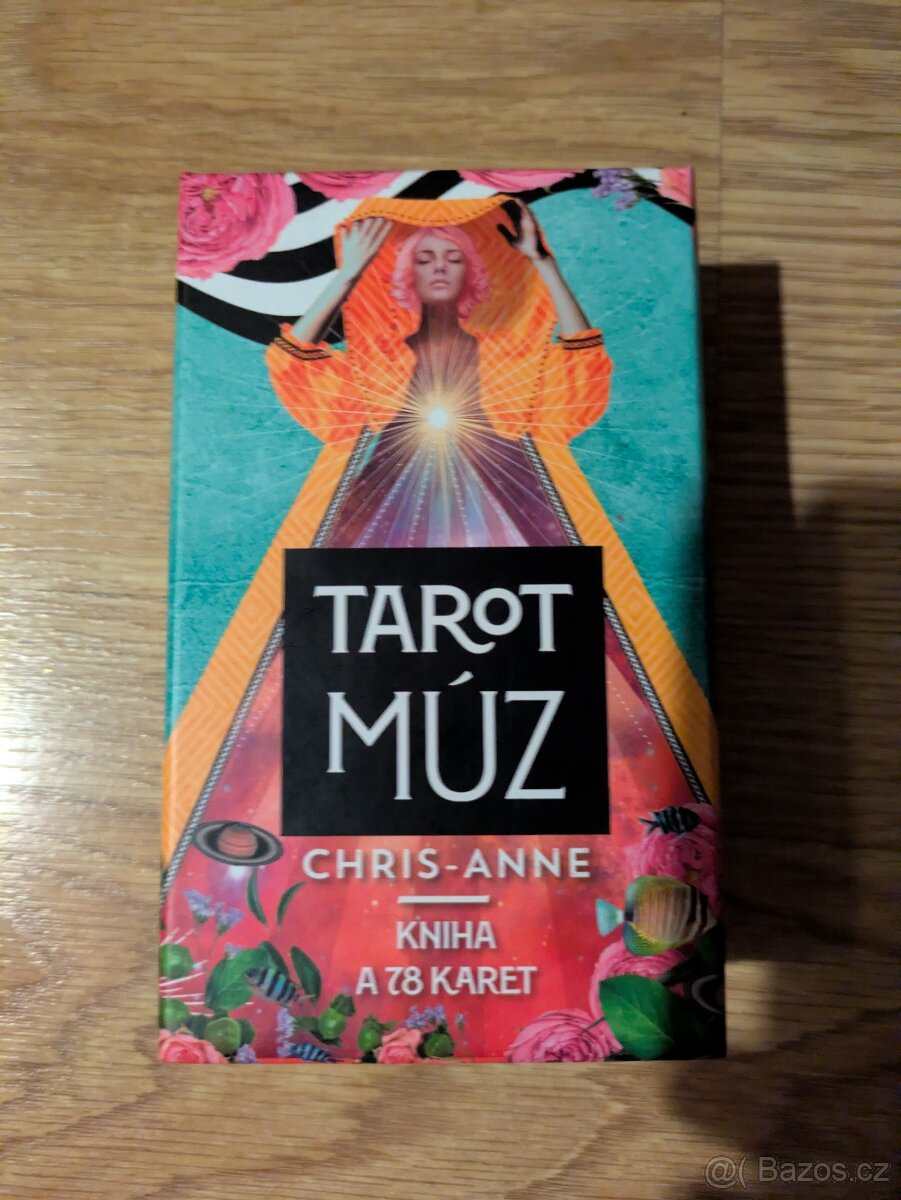 TAROT
MÚZ
CHRIS-ANNE
KNIHA
A 78 KARET
@( Bazos.cz